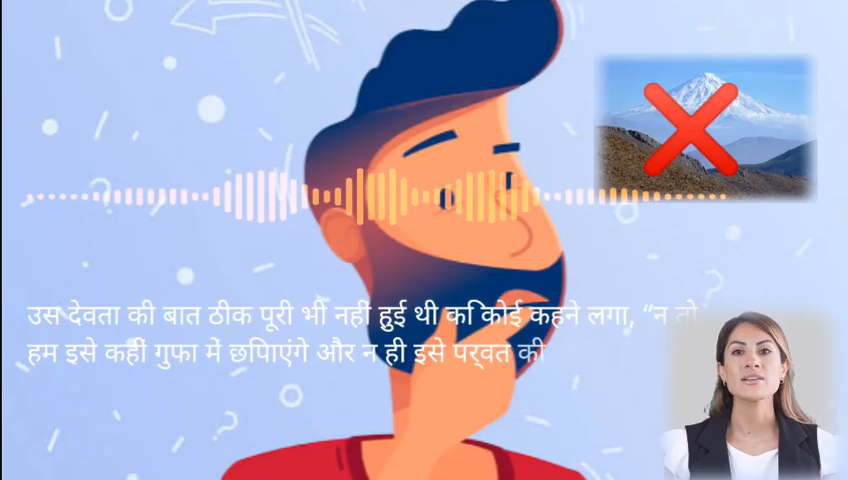 उस देवता की बात ठीक पूरी भी नहीं हुई थी कि कोई कहने लगा, “न तो
हम इसे कहीं गुफा में छिपाएंगे और न ही इसे पर्वत की